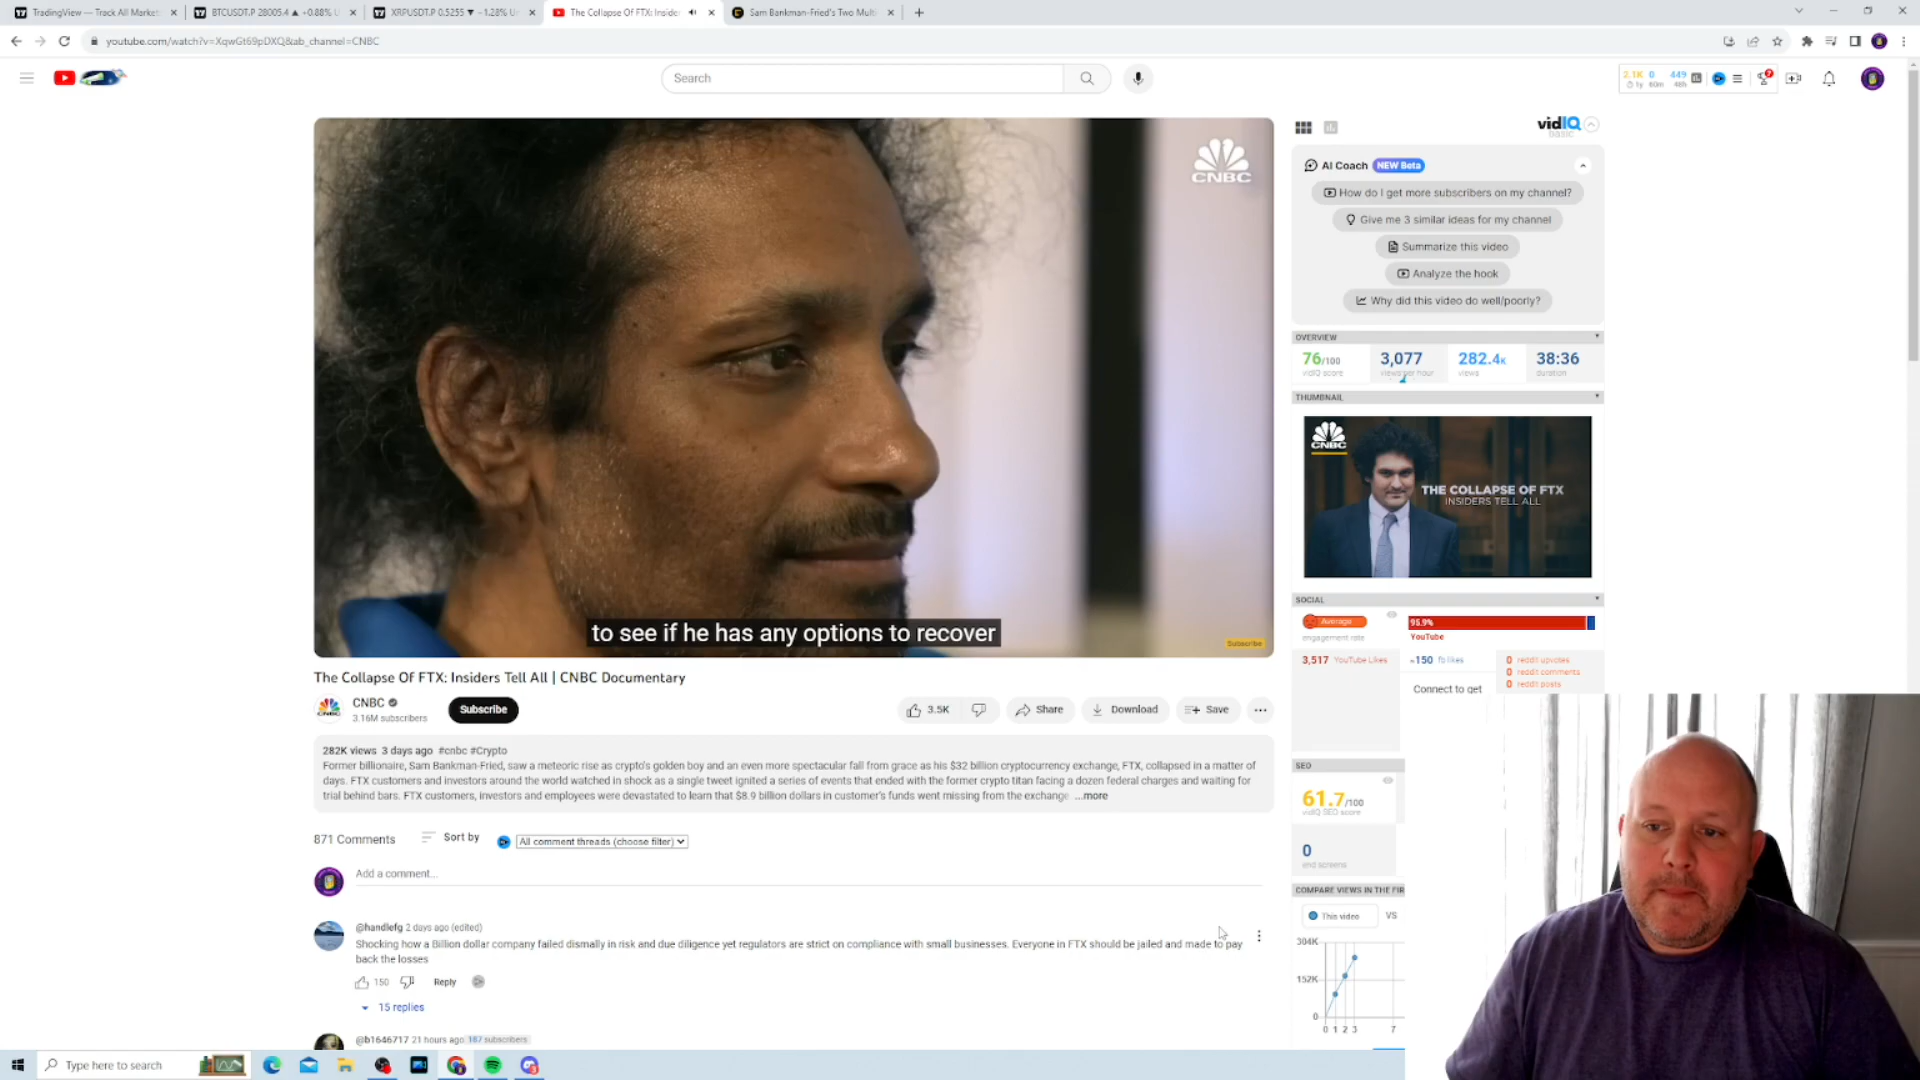 TradingView — Track All Market
BTCUSDT.P 28005.4 ▲ +0.88% U
XRPUSDT.P 0.5255 ▼ −1.28% U
The Collapse Of FTX: Insider
Sam Bankman-Fried's Two Multi
youtube.com/watch?v=XqwGt69pDXQ&ab_channel=CNBC
Search
2.1K 0 449
1y 60m 48h
CNBC
to see if he has any options to recover
Subscribe
The Collapse Of FTX: Insiders Tell All | CNBC Documentary
CNBC
3.16M subscribers
Subscribe
3.5K
Share
Download
Save
282K views 3 days ago #cnbc #Crypto
Former billionaire, Sam Bankman-Fried, saw a meteoric rise as crypto's golden boy and an even more spectacular fall from grace as his $32 billion cryptocurrency exchange, FTX, collapsed in a matter of
days. FTX customers and investors around the world watched in shock as a single tweet ignited a series of events that ended with the former crypto titan facing a dozen federal charges and waiting for
trial behind bars. FTX customers, investors and employees were devastated to learn that $8.9 billion dollars in customer's funds went missing from the exchange ...more
871 Comments
Sort by
All comment threads (choose filter)
Add a comment...
@handlefg 2 days ago (edited)
Shocking how a Billion dollar company failed dismally in risk and due diligence yet regulators are strict on compliance with small businesses. Everyone in FTX should be jailed and made to pay
back the losses
150
Reply
15 replies
@b1646717 21 hours ago 187 subscribers
vidIQ
BASIC
AI Coach NEW Beta
How do I get more subscribers on my channel?
Give me 3 similar ideas for my channel
Summarize this video
Analyze the hook
Why did this video do well/poorly?
OVERVIEW
76/100 3,077 282.4K 38:36
vidIQ score views per hour views duration
THUMBNAIL
CNBC
THE COLLAPSE OF FTX
INSIDERS TELL ALL
SOCIAL
Average
engagement rate
95.9%
YouTube
3,517 YouTube Likes
≈150 fb likes
0 reddit upvotes
0 reddit comments
0 reddit posts
Connect to get
SEO
61.7/100
vidIQ SEO score
0
end screens
COMPARE VIEWS IN THE FIR
This video VS
304K
152K
0
0 1 2 3 7
Type here to search